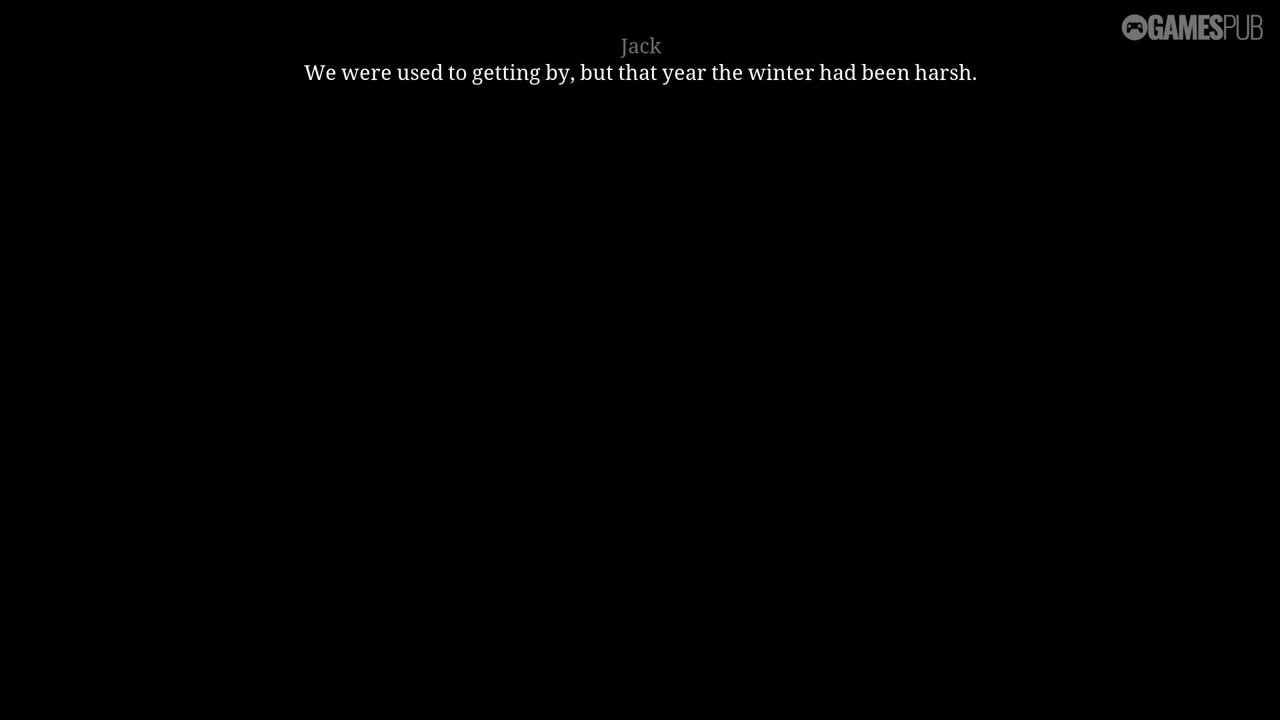 GAMESPUB
Jack
We were used to getting by, but that year the winter had been harsh.